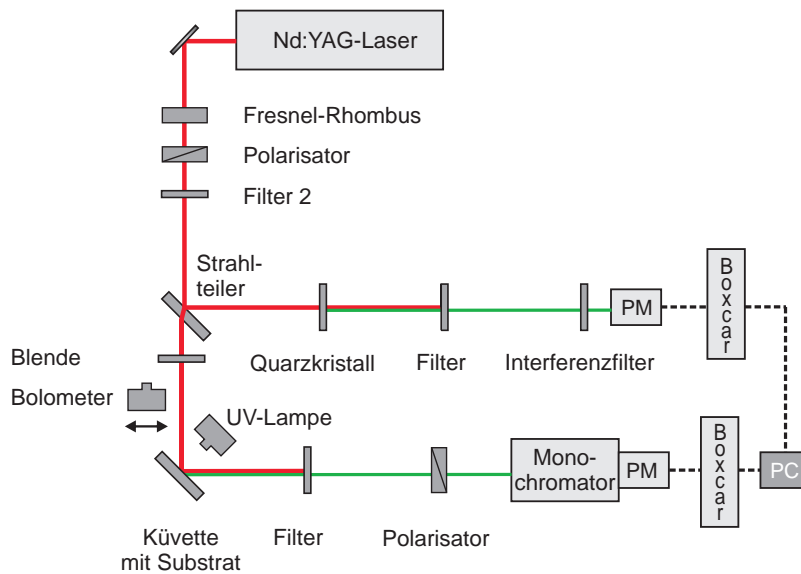 Nd:YAG-Laser
Fresnel-Rhombus
Polarisator
Filter 2
Strahl-
teiler
PM
Boxcar
Quarzkristall
Filter
Interferenzfilter
Blende
Bolometer
UV-Lampe
Mono-
chromator
PM
Boxcar
PC
Küvette
mit Substrat
Filter
Polarisator